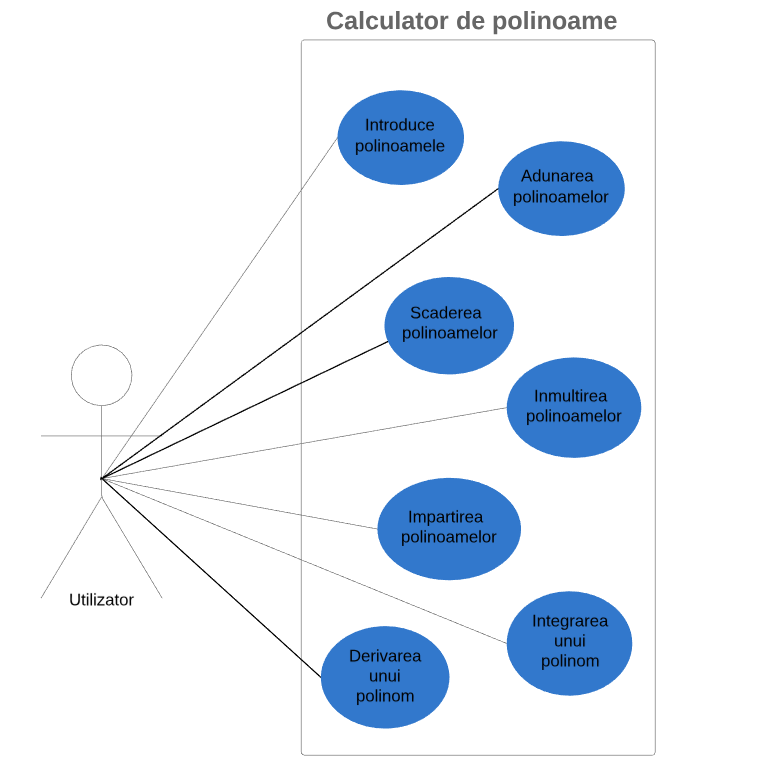 Calculator de polinoame
Introduce
polinoamele
Adunarea
polinoamelor
Scaderea
polinoamelor
Inmultirea
polinoamelor
Impartirea
polinoamelor
Integrarea
unui
polinom
Derivarea
unui
polinom
Utilizator